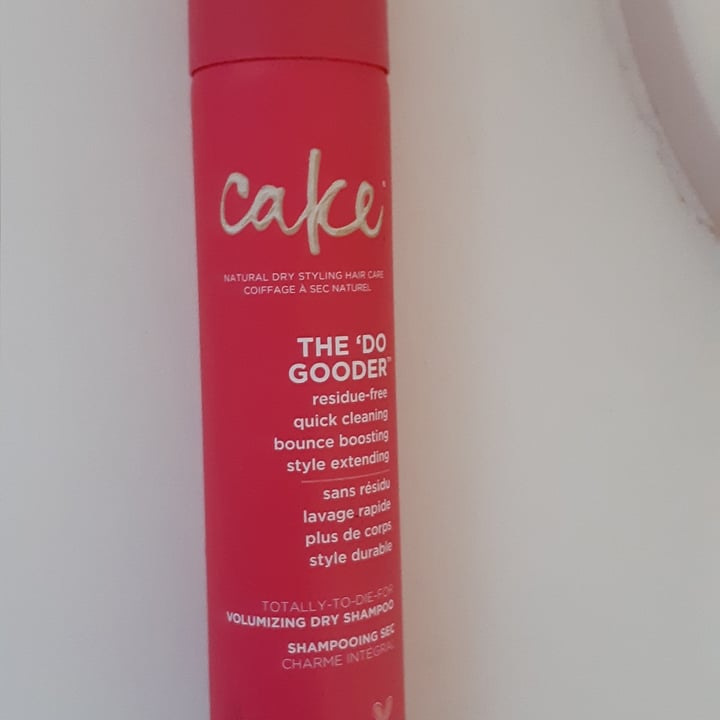 cake
NATURAL DRY STYLING HAIR CARE
COIFFAGE À SEC NATUREL
THE ‘DO
GOODER™
residue-free
quick cleaning
bounce boosting
style extending
sans résidu
lavage rapide
plus de corps
style durable
TOTALLY-TO-DIE-FOR
VOLUMIZING DRY SHAMPOO
SHAMPOOING SEC
CHARME INTÉGRAL